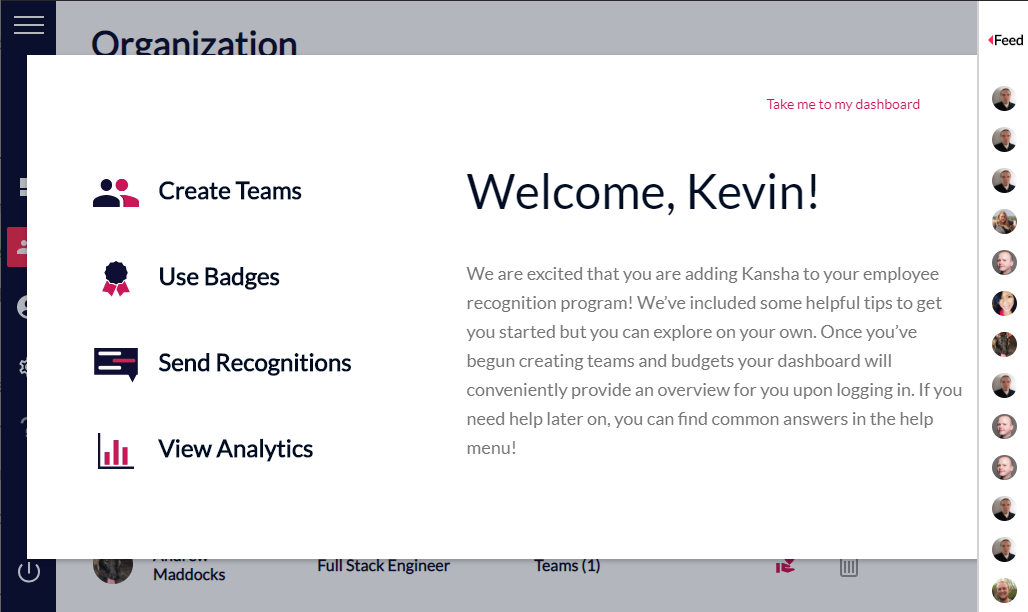 Organization
Feed
Take me to my dashboard
Create Teams
Use Badges
Send Recognitions
View Analytics
Welcome, Kevin!
We are excited that you are adding Kansha to your employee
recognition program! We’ve included some helpful tips to get
you started but you can explore on your own. Once you’ve
begun creating teams and budgets your dashboard will
conveniently provide an overview for you upon logging in. If you
need help later on, you can find common answers in the help
menu!
Andrew
Maddocks
Full Stack Engineer
Teams (1)